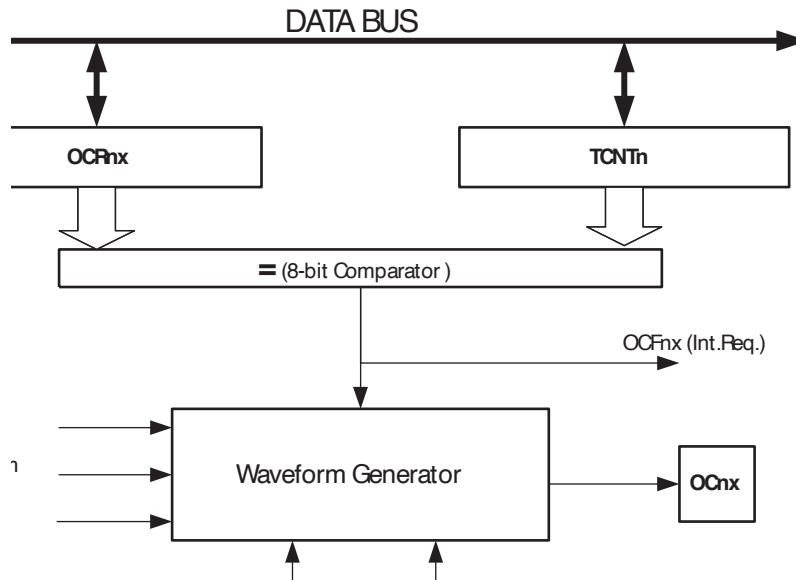 DATA BUS
OCRnx
TCNTn
= (8-bit Comparator )
OCFnx (Int.Req.)
Waveform Generator
OCnx